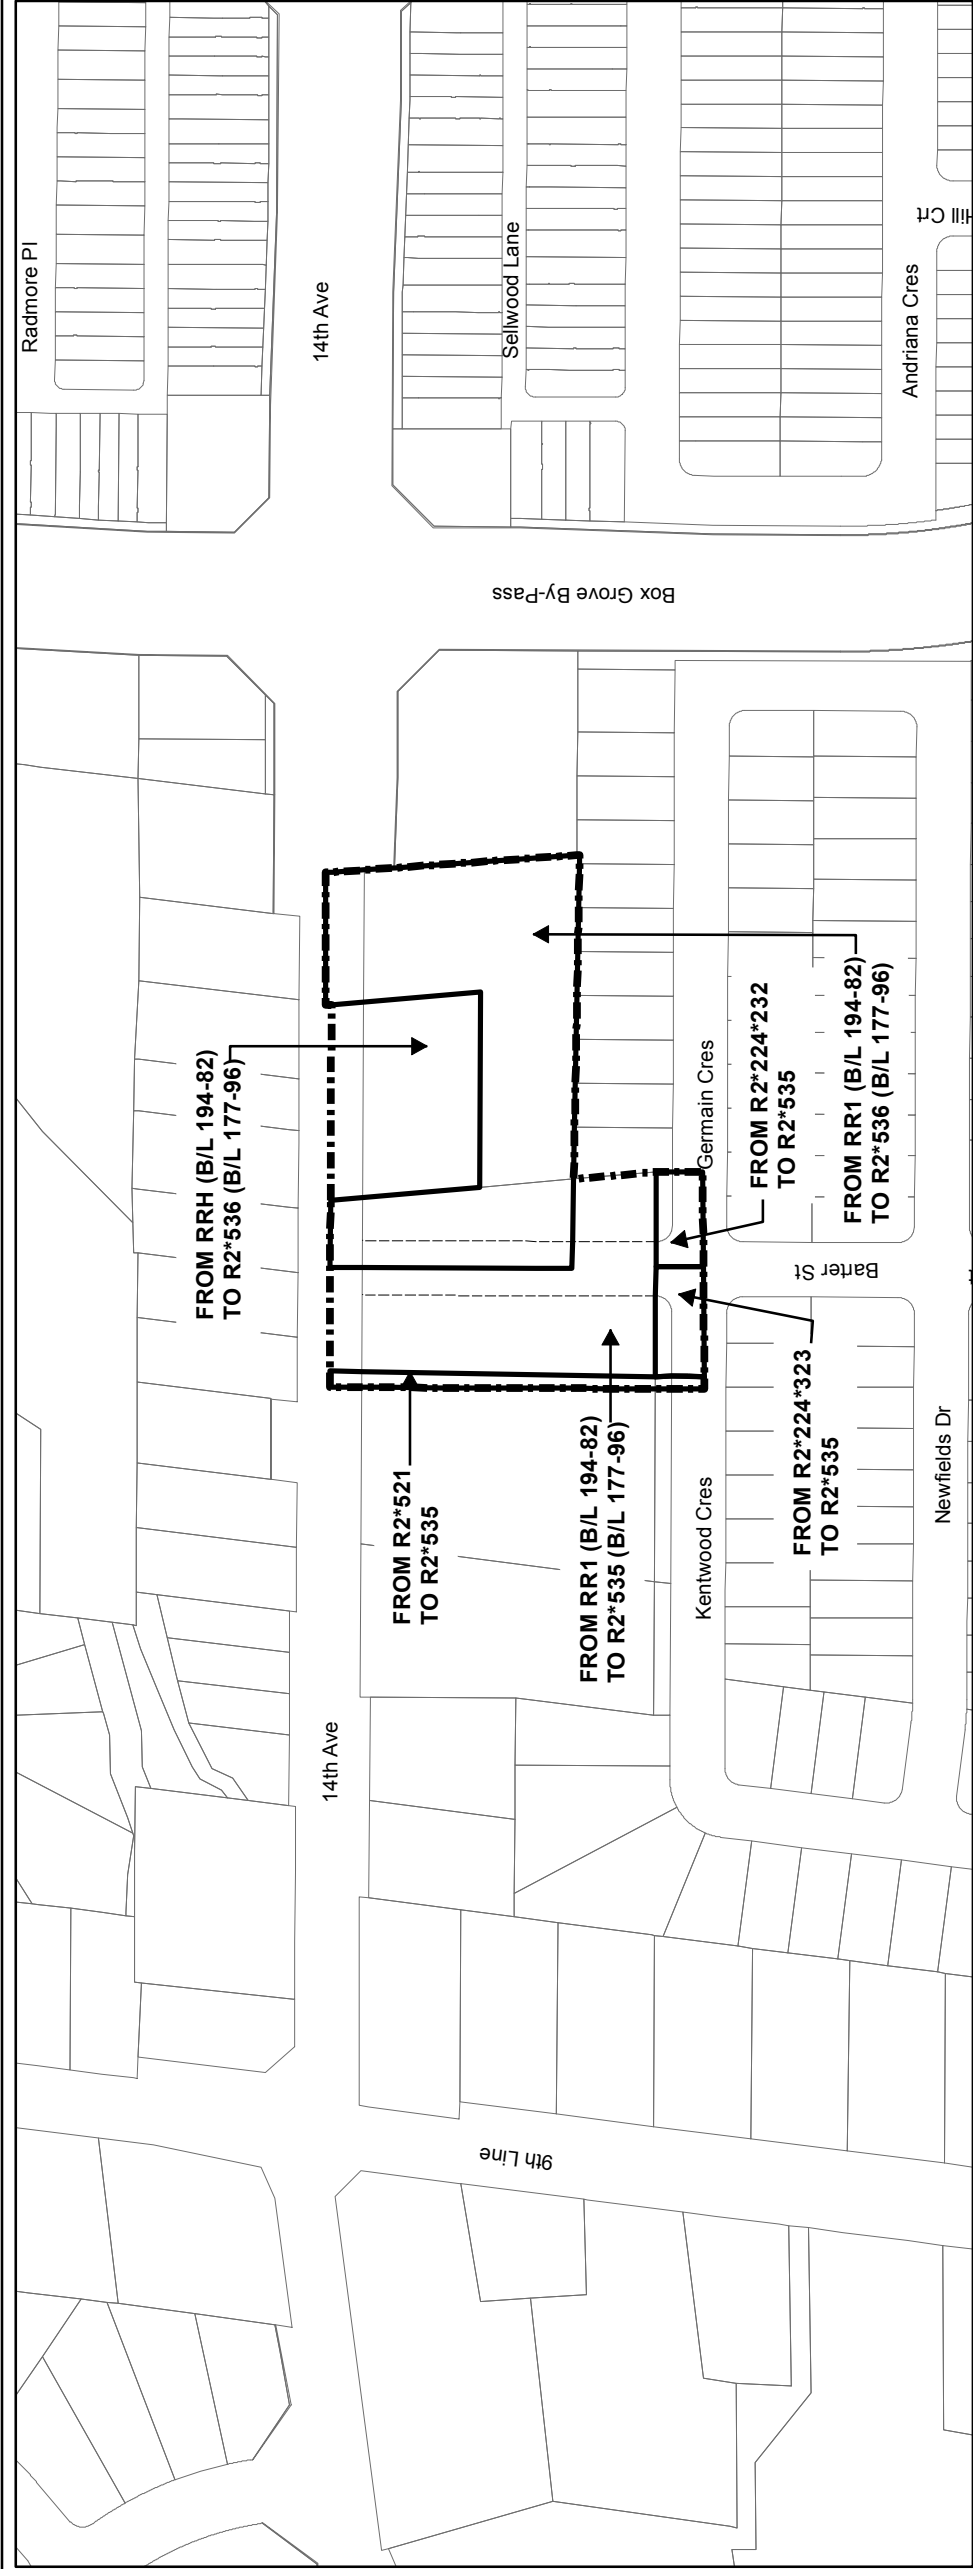 Radmore Pl
14th Ave
Sellwood Lane
Hill Crt
Andriana Cres
Box Grove By-Pass
FROM RRH (B/L 194-82)
TO R2*536 (B/L 177-96)
Germain Cres
FROM R2*224*232
TO R2*535
FROM RR1 (B/L 194-82)
TO R2*536 (B/L 177-96)
Barter St
FROM R2*521
TO R2*535
FROM RR1 (B/L 194-82)
TO R2*535 (B/L 177-96)
Kentwood Cres
FROM R2*224*323
TO R2*535
Newfields Dr
14th Ave
9th Line